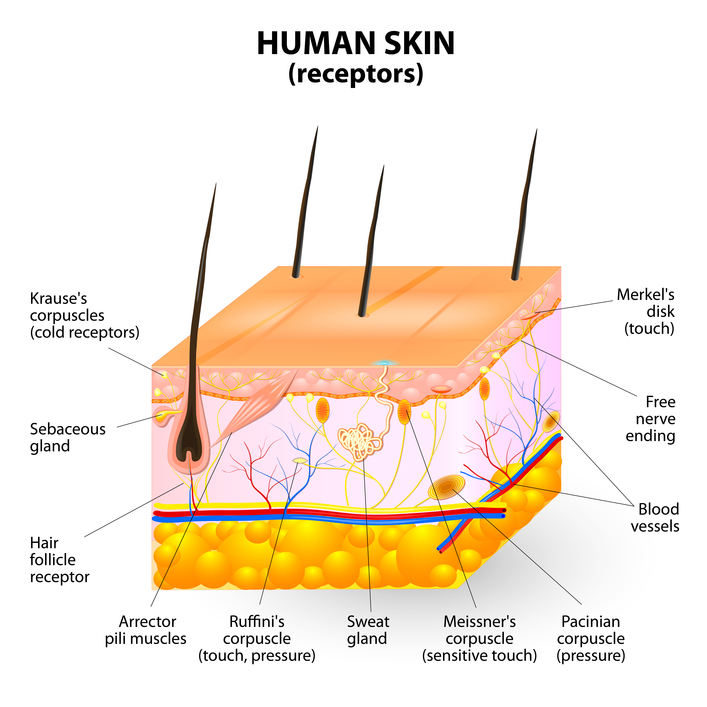 HUMAN SKIN
(receptors)
Krause's
corpuscles
(cold receptors)
Merkel's
disk
(touch)
Sebaceous
gland
Free
nerve
ending
Blood
vessels
Hair
follicle
receptor
Arrector
pili muscles
Ruffini's
corpuscle
(touch, pressure)
Sweat
gland
Meissner's
corpuscle
(sensitive touch)
Pacinian
corpuscle
(pressure)